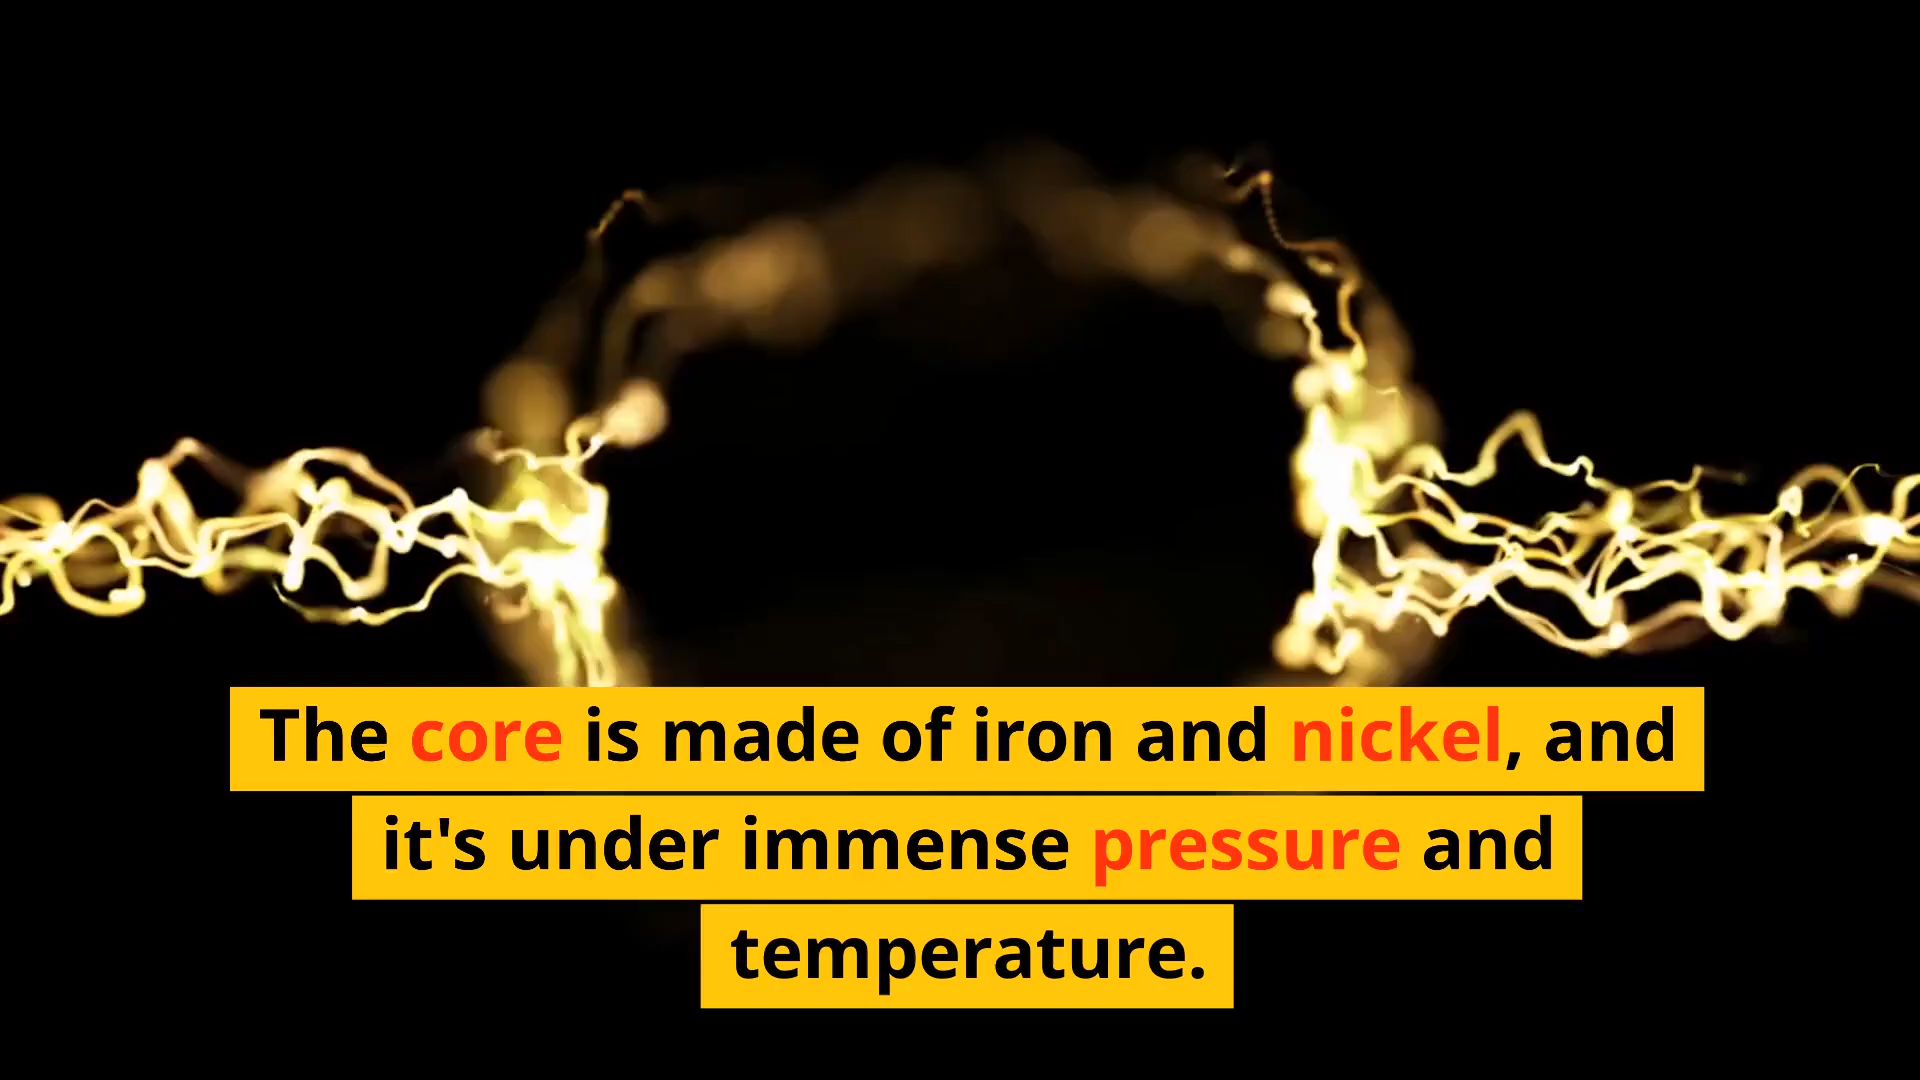 The core is made of iron and nickel, and
it's under immense pressure and
temperature.